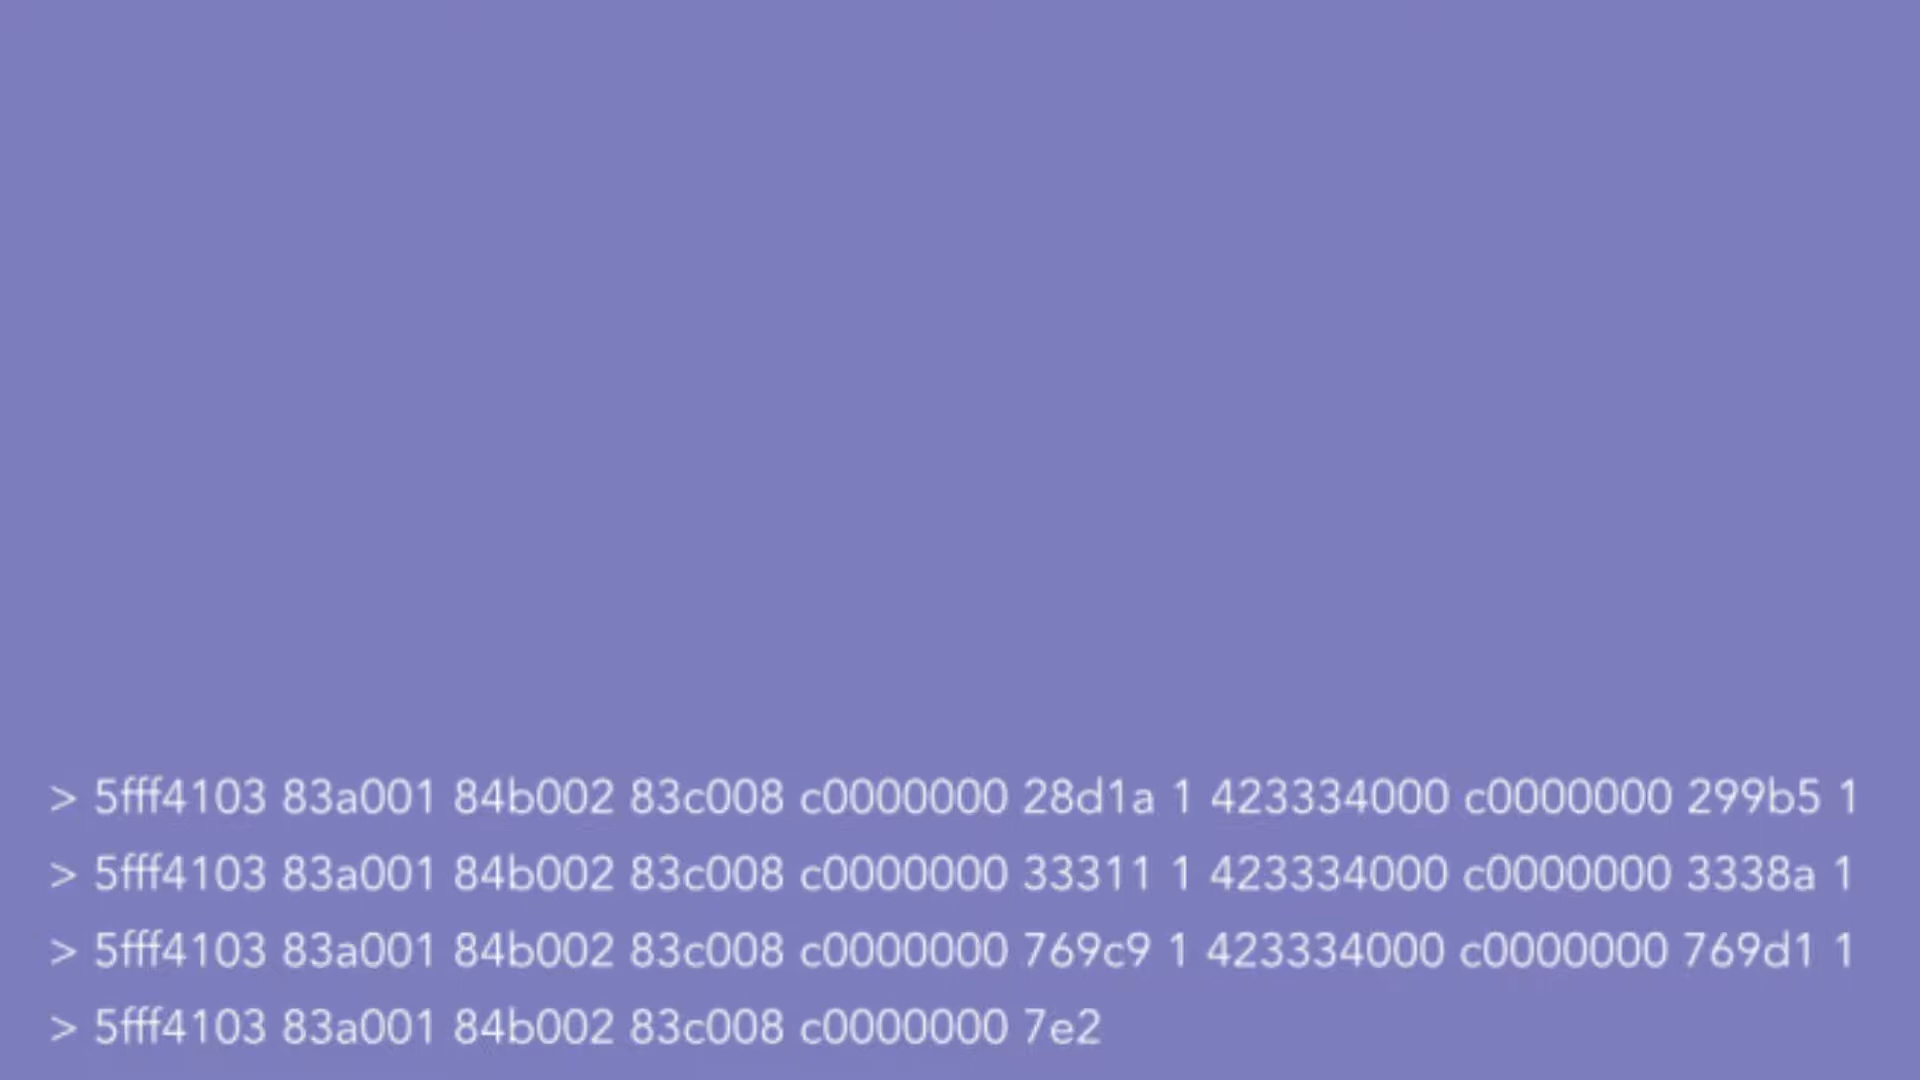 > 5fff4103 83a001 84b002 83c008 c0000000 28d1a 1 423334000 c0000000 299b5 1
> 5fff4103 83a001 84b002 83c008 c0000000 33311 1 423334000 c0000000 3338a 1
> 5fff4103 83a001 84b002 83c008 c0000000 769c9 1 423334000 c0000000 769d1 1
> 5fff4103 83a001 84b002 83c008 c0000000 7e2